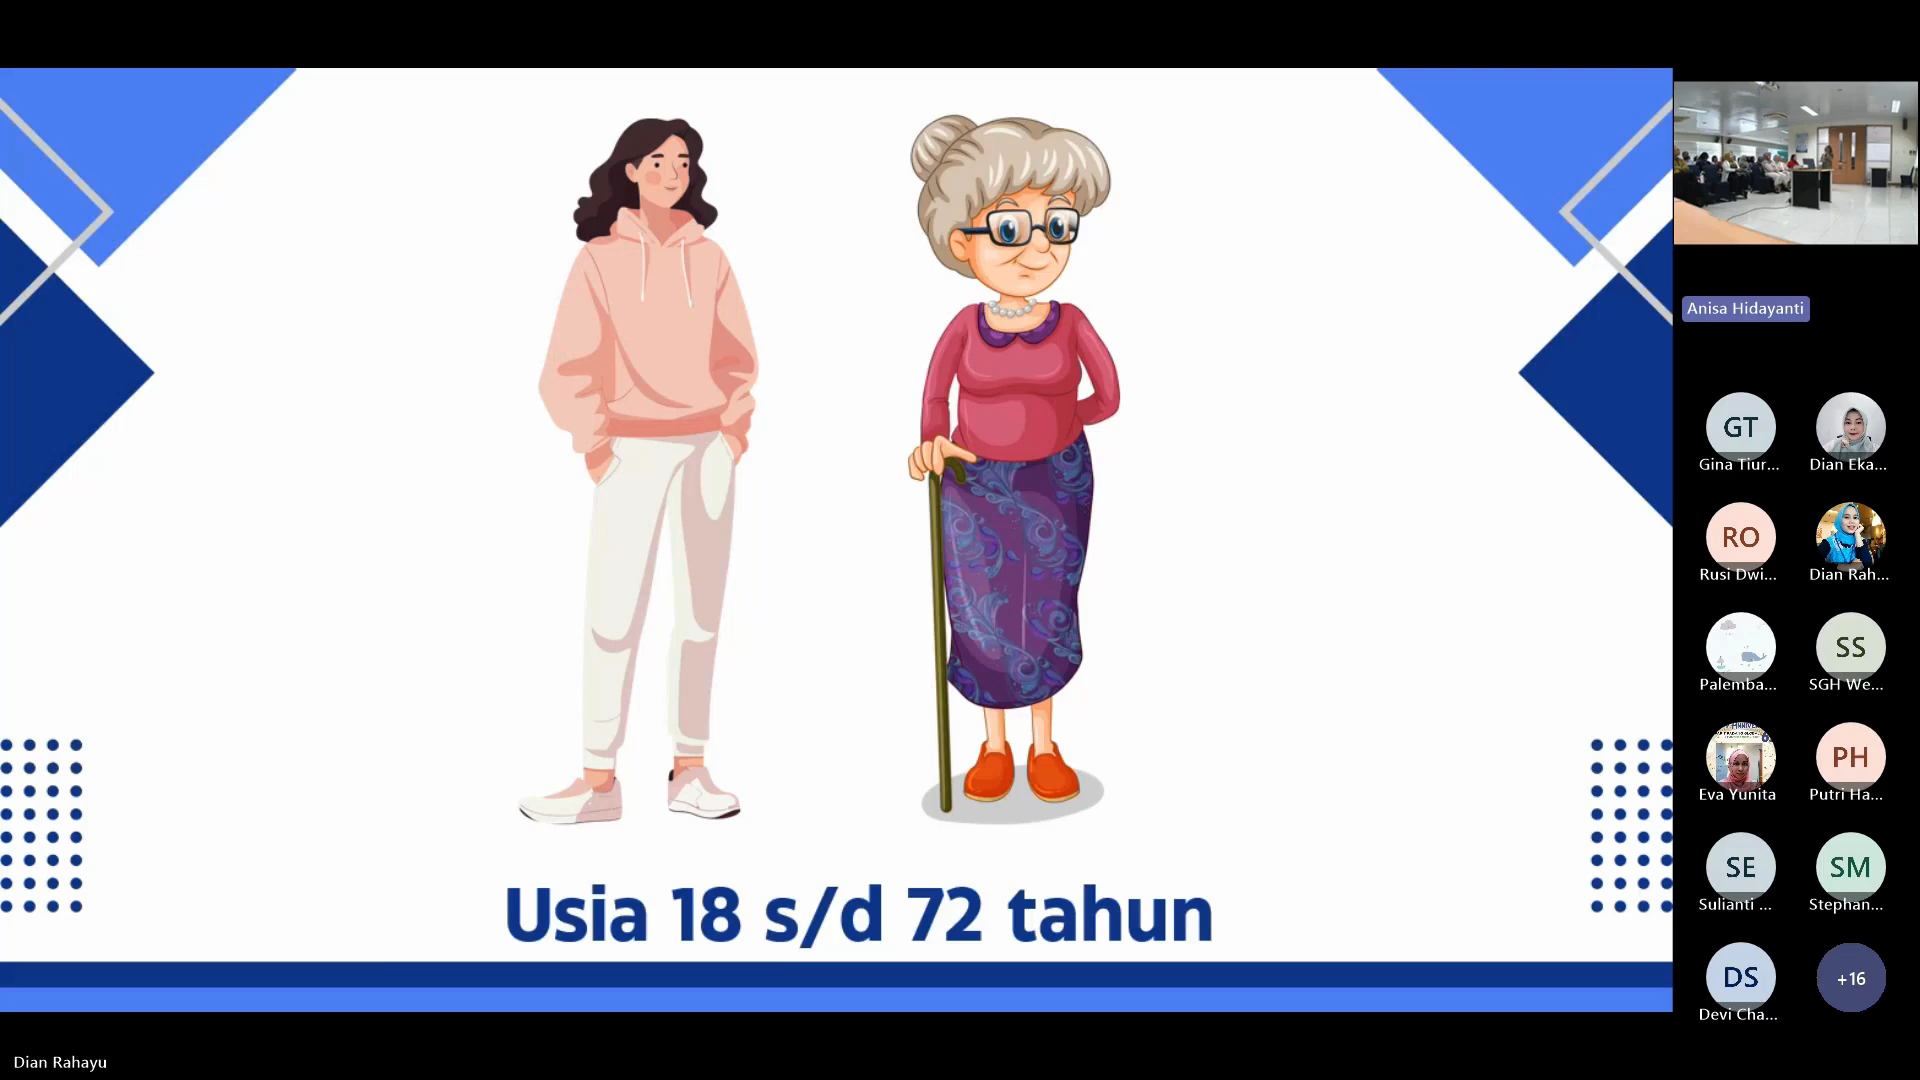 Usia 18 s/d 72 tahun
Anisa Hidayanti
GT
Gina Tiur...
Dian Eka...
RO
Rusi Dwi...
Dian Rah...
Palemba...
SS
SGH We...
Eva Yunita
PH
Putri Ha...
SE
Sulianti ...
SM
Stephan...
DS
Devi Cha...
+16
Dian Rahayu